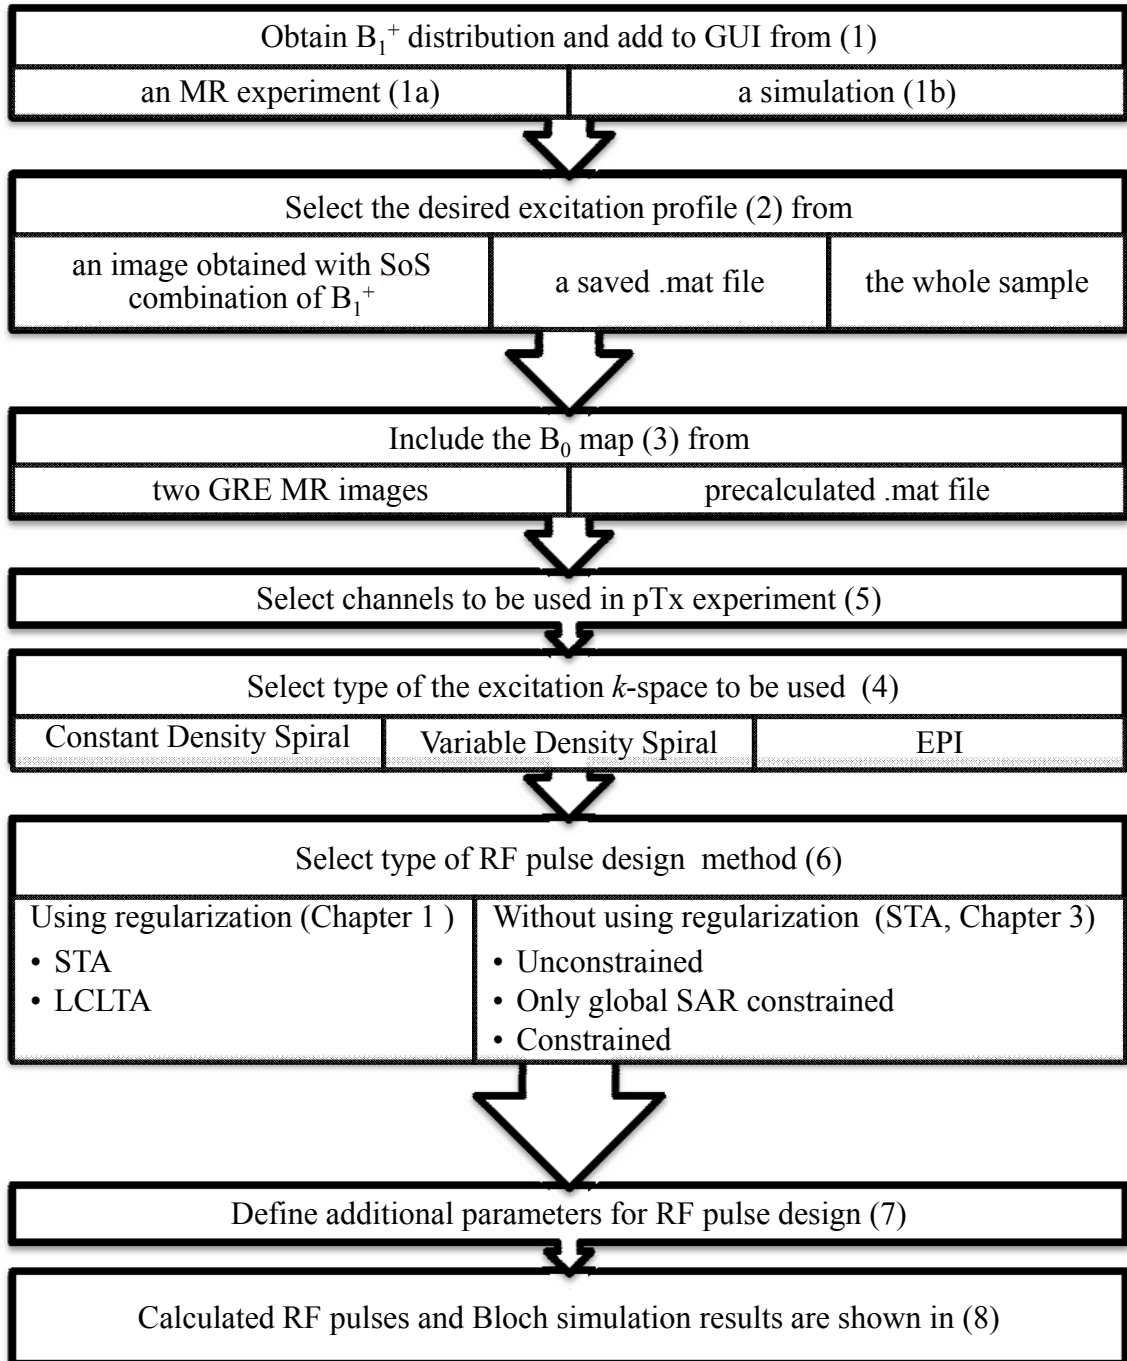 Obtain B₁⁺ distribution and add to GUI from (1)
an MR experiment (1a)
a simulation (1b)
Select the desired excitation profile (2) from
an image obtained with SoS
combination of B₁⁺
a saved .mat file
the whole sample
Include the B₀ map (3) from
two GRE MR images
precalculated .mat file
Select channels to be used in pTx experiment (5)
Select type of the excitation k-space to be used (4)
Constant Density Spiral
Variable Density Spiral
EPI
Select type of RF pulse design method (6)
Using regularization (Chapter 1 )
• STA
• LCLTA
Without using regularization (STA, Chapter 3)
• Unconstrained
• Only global SAR constrained
• Constrained
Define additional parameters for RF pulse design (7)
Calculated RF pulses and Bloch simulation results are shown in (8)